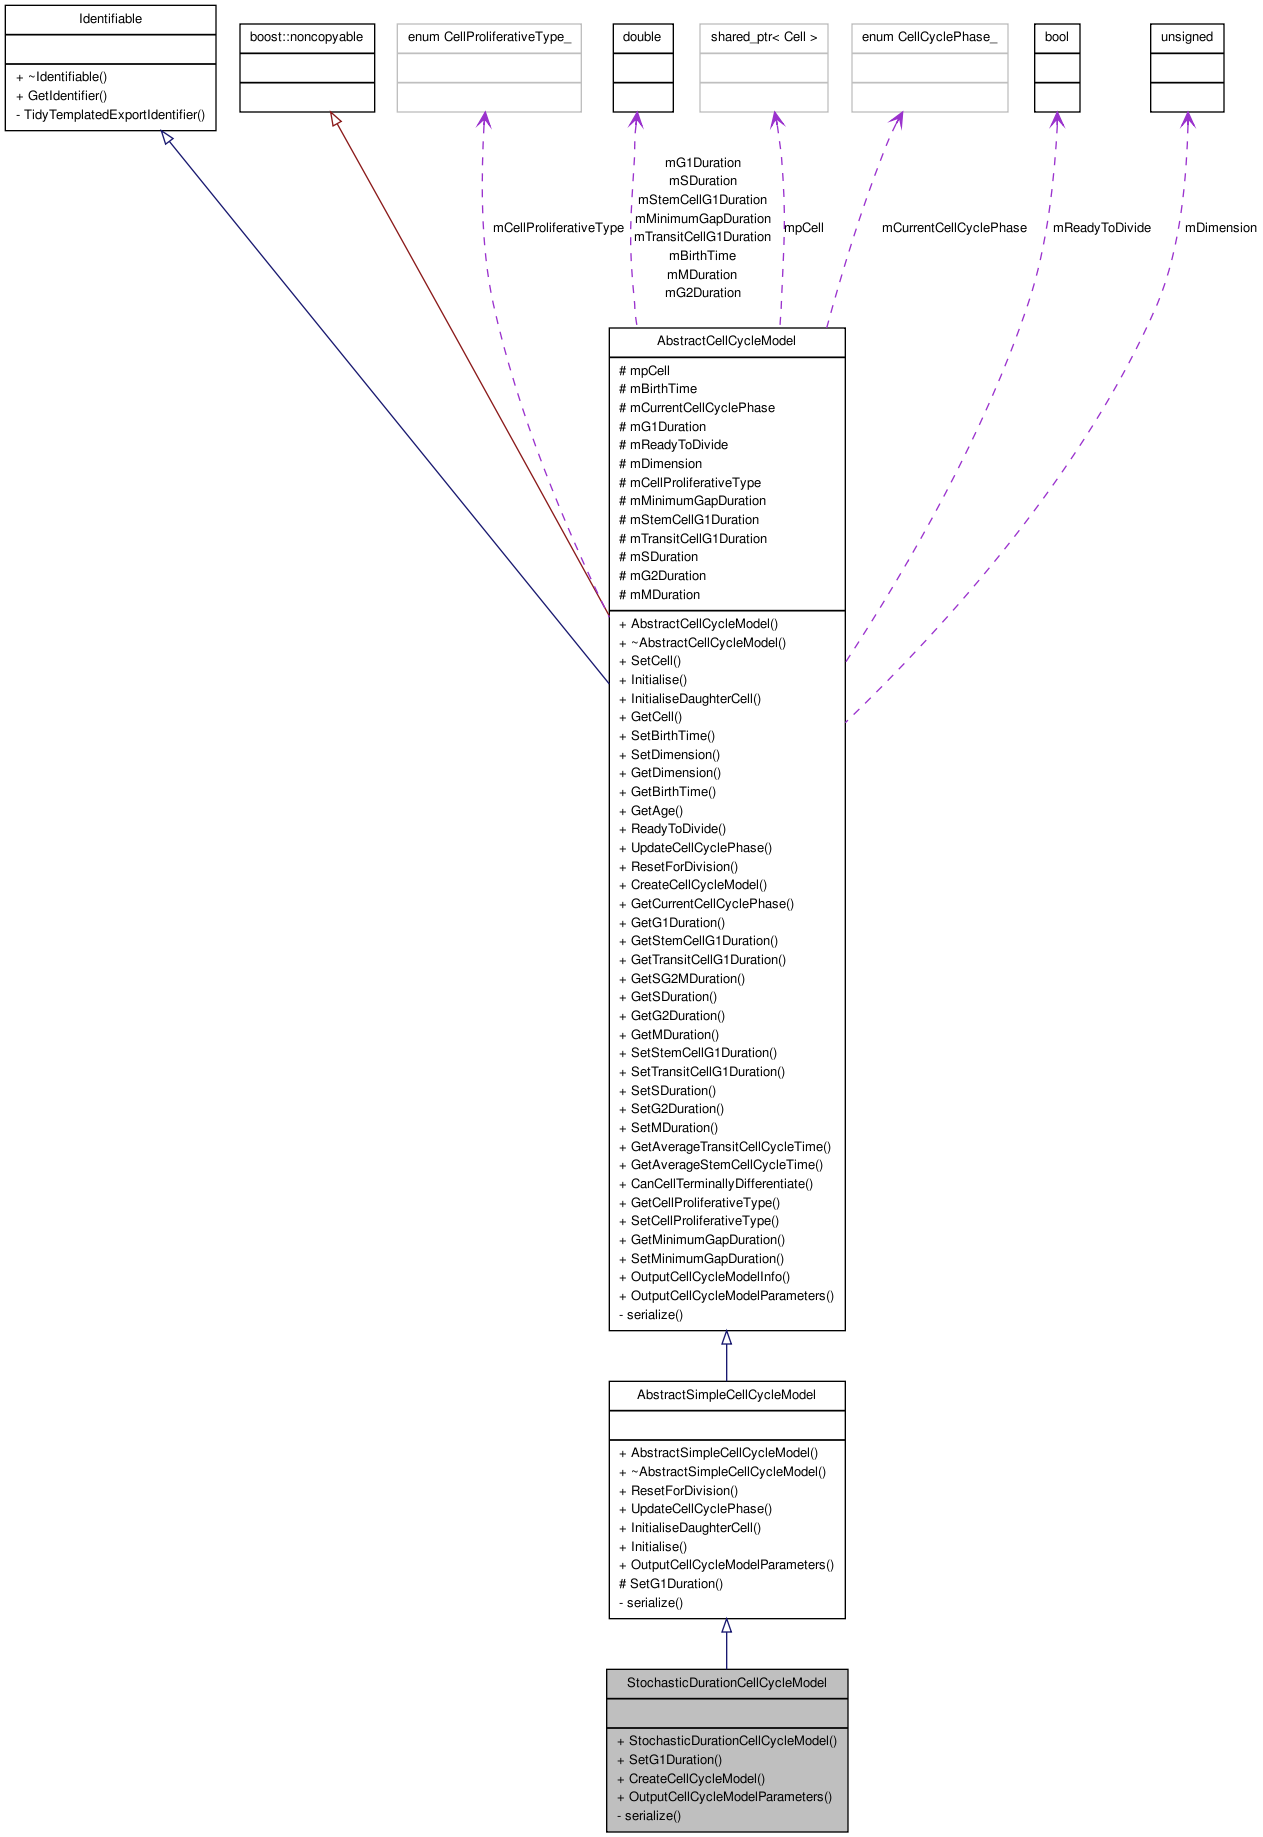 Identifiable
+ ~Identifiable()
+ GetIdentifier()
- TidyTemplatedExportIdentifier()
boost::noncopyable
enum CellProliferativeType_
double
shared_ptr< Cell >
enum CellCyclePhase_
bool
unsigned
mCellProliferativeType
mG1Duration
mSDuration
mStemCellG1Duration
mMinimumGapDuration
mTransitCellG1Duration
mBirthTime
mMDuration
mG2Duration
mpCell
mCurrentCellCyclePhase
mReadyToDivide
mDimension
AbstractCellCycleModel
# mpCell
# mBirthTime
# mCurrentCellCyclePhase
# mG1Duration
# mReadyToDivide
# mDimension
# mCellProliferativeType
# mMinimumGapDuration
# mStemCellG1Duration
# mTransitCellG1Duration
# mSDuration
# mG2Duration
# mMDuration
+ AbstractCellCycleModel()
+ ~AbstractCellCycleModel()
+ SetCell()
+ Initialise()
+ InitialiseDaughterCell()
+ GetCell()
+ SetBirthTime()
+ SetDimension()
+ GetDimension()
+ GetBirthTime()
+ GetAge()
+ ReadyToDivide()
+ UpdateCellCyclePhase()
+ ResetForDivision()
+ CreateCellCycleModel()
+ GetCurrentCellCyclePhase()
+ GetG1Duration()
+ GetStemCellG1Duration()
+ GetTransitCellG1Duration()
+ GetSG2MDuration()
+ GetSDuration()
+ GetG2Duration()
+ GetMDuration()
+ SetStemCellG1Duration()
+ SetTransitCellG1Duration()
+ SetSDuration()
+ SetG2Duration()
+ SetMDuration()
+ GetAverageTransitCellCycleTime()
+ GetAverageStemCellCycleTime()
+ CanCellTerminallyDifferentiate()
+ GetCellProliferativeType()
+ SetCellProliferativeType()
+ GetMinimumGapDuration()
+ SetMinimumGapDuration()
+ OutputCellCycleModelInfo()
+ OutputCellCycleModelParameters()
- serialize()
AbstractSimpleCellCycleModel
+ AbstractSimpleCellCycleModel()
+ ~AbstractSimpleCellCycleModel()
+ ResetForDivision()
+ UpdateCellCyclePhase()
+ InitialiseDaughterCell()
+ Initialise()
+ OutputCellCycleModelParameters()
# SetG1Duration()
- serialize()
StochasticDurationCellCycleModel
+ StochasticDurationCellCycleModel()
+ SetG1Duration()
+ CreateCellCycleModel()
+ OutputCellCycleModelParameters()
- serialize()